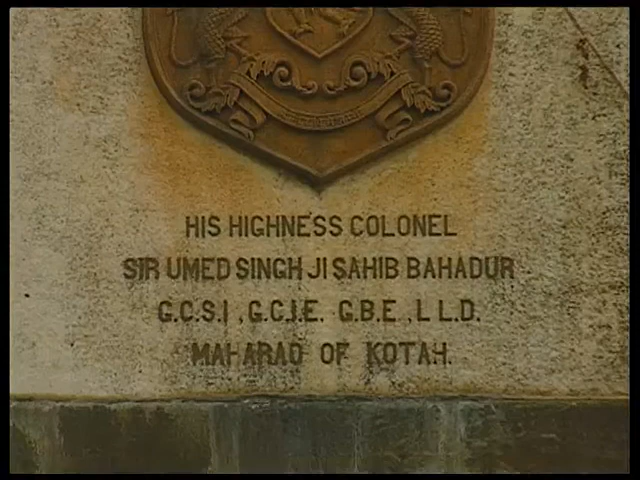 HIS HIGHNESS COLONEL
SIR UMED SINGH JI SAHIB BAHADUR
G.C.S.I., G.C.I.E. G.B.E., L L.D.
MAHARAO OF KOTAH.